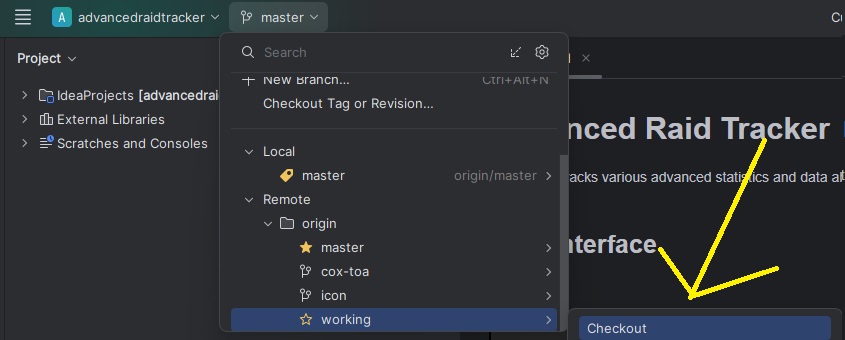 A advancedraidtracker master Cu
Project
Search
New Branch... Ctrl+Alt+N
IdeaProjects [advancedrai
Checkout Tag or Revision...
External Libraries
Scratches and Consoles
nced Raid Tracker
Local
master origin/master
racks various advanced statistics and data a
Remote
origin
master
nterface
cox-toa
icon
working
Checkout